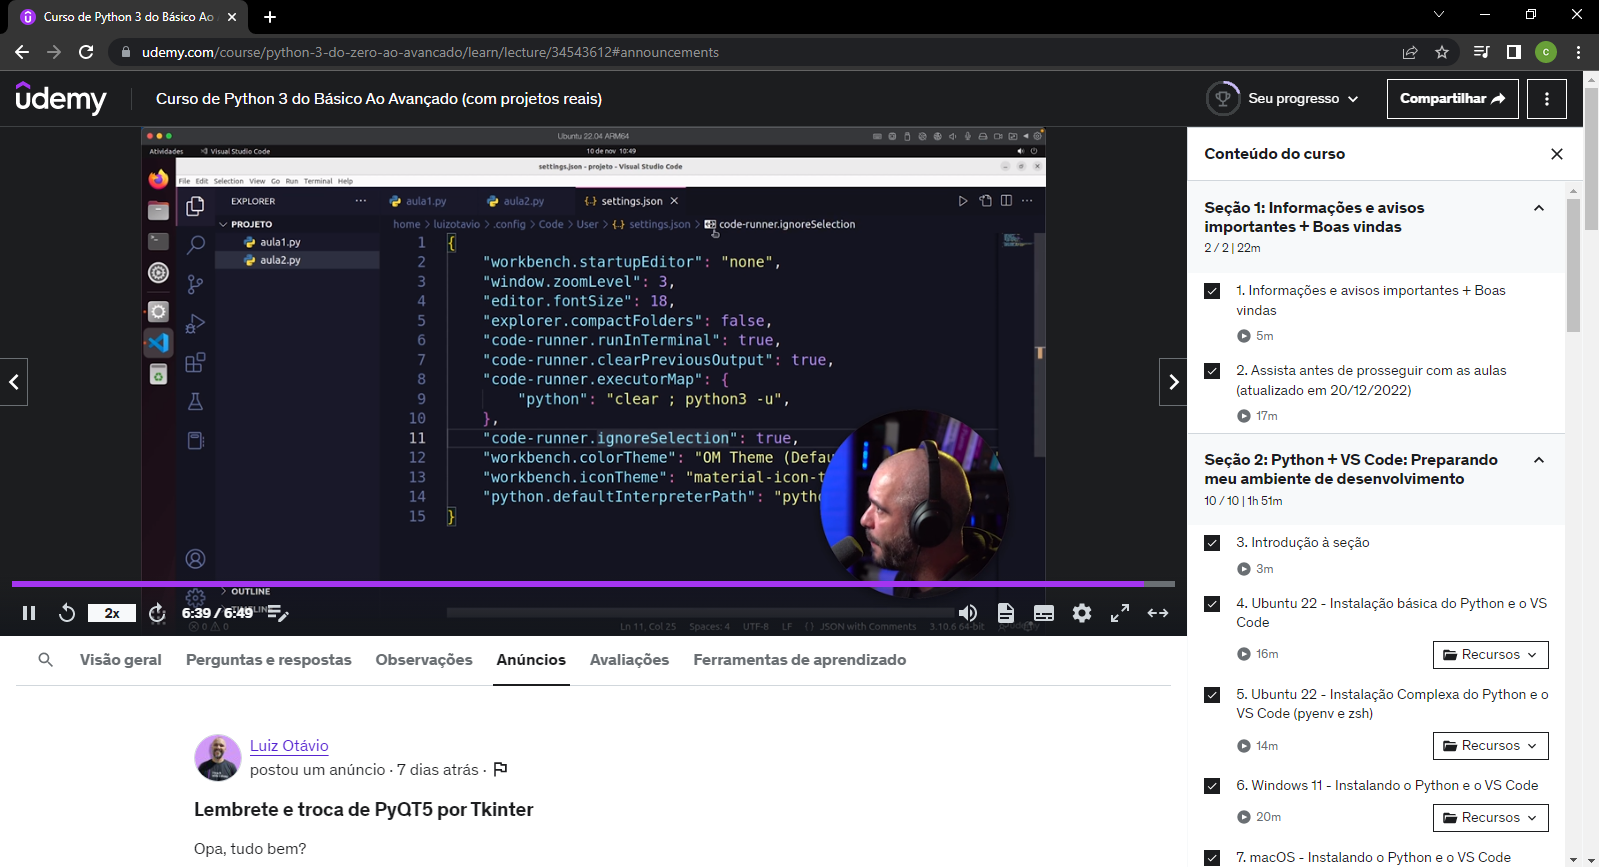 Curso de Python 3 do Básico Ao
udemy.com/course/python-3-do-zero-ao-avancado/learn/lecture/34543612#announcements
c
udemy
Curso de Python 3 do Básico Ao Avançado (com projetos reais)
Seu progresso
Compartilhar
Ubuntu 22.04 ARM64
Atividades
Visual Studio Code
10 de nov 10:49
settings.json - projeto - Visual Studio Code
File Edit Selection View Go Run Terminal Help
EXPLORER
aula1.py
aula2.py
{..} settings.json
PROJETO
aula1.py
aula2.py
home > luizotavio > .config > Code > User > {..} settings.json > code-runner.ignoreSelection
1 {
2 "workbench.startupEditor": "none",
3 "window.zoomLevel": 3,
4 "editor.fontSize": 18,
5 "explorer.compactFolders": false,
6 "code-runner.runInTerminal": true,
7 "code-runner.clearPreviousOutput": true,
8 "code-runner.executorMap": {
9 "python": "clear ; python3 -u",
10 },
11 "code-runner.ignoreSelection": true,
12 "workbench.colorTheme": "OM Theme (Defau
13 "workbench.iconTheme": "material-icon-t
14 "python.defaultInterpreterPath": "pytho
15 }
OUTLINE
TIMELINE
2x
6:39 / 6:49
0 0
Ln 11, Col 25 Spaces: 4 UTF-8 LF {} JSON with Comments 3.10.6 64-bit
Conteúdo do curso
Seção 1: Informações e avisos
importantes + Boas vindas
2 / 2 | 22m
1. Informações e avisos importantes + Boas
vindas
5m
2. Assista antes de prosseguir com as aulas
(atualizado em 20/12/2022)
17m
Seção 2: Python + VS Code: Preparando
meu ambiente de desenvolvimento
10 / 10 | 1h 51m
3. Introdução à seção
3m
4. Ubuntu 22 - Instalação básica do Python e o VS
Code
16m
Recursos
5. Ubuntu 22 - Instalação Complexa do Python e o
VS Code (pyenv e zsh)
14m
Recursos
6. Windows 11 - Instalando o Python e o VS Code
20m
Recursos
7. macOS - Instalando o Python e o VS Code
Visão geral
Perguntas e respostas
Observações
Anúncios
Avaliações
Ferramentas de aprendizado
Luiz Otávio
postou um anúncio · 7 dias atrás ·
Lembrete e troca de PyQT5 por Tkinter
Opa, tudo bem?